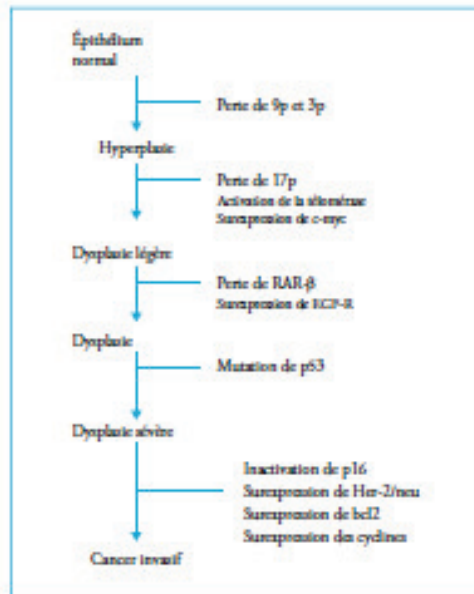 Épithélium
normal
Perte de 9p et 3p
Hyperplasie
Perte de 17p
Activation de la télomérase
Surexpression de c-myc
Dysplasie légère
Perte de RAR-β
Surexpression de EGF-R
Dysplasie
Mutation de p53
Dysplasie sévère
Inactivation de p16
Surexpression de Her-2/neu
Surexpression de bcl2
Surexpression des cyclines
Cancer invasif